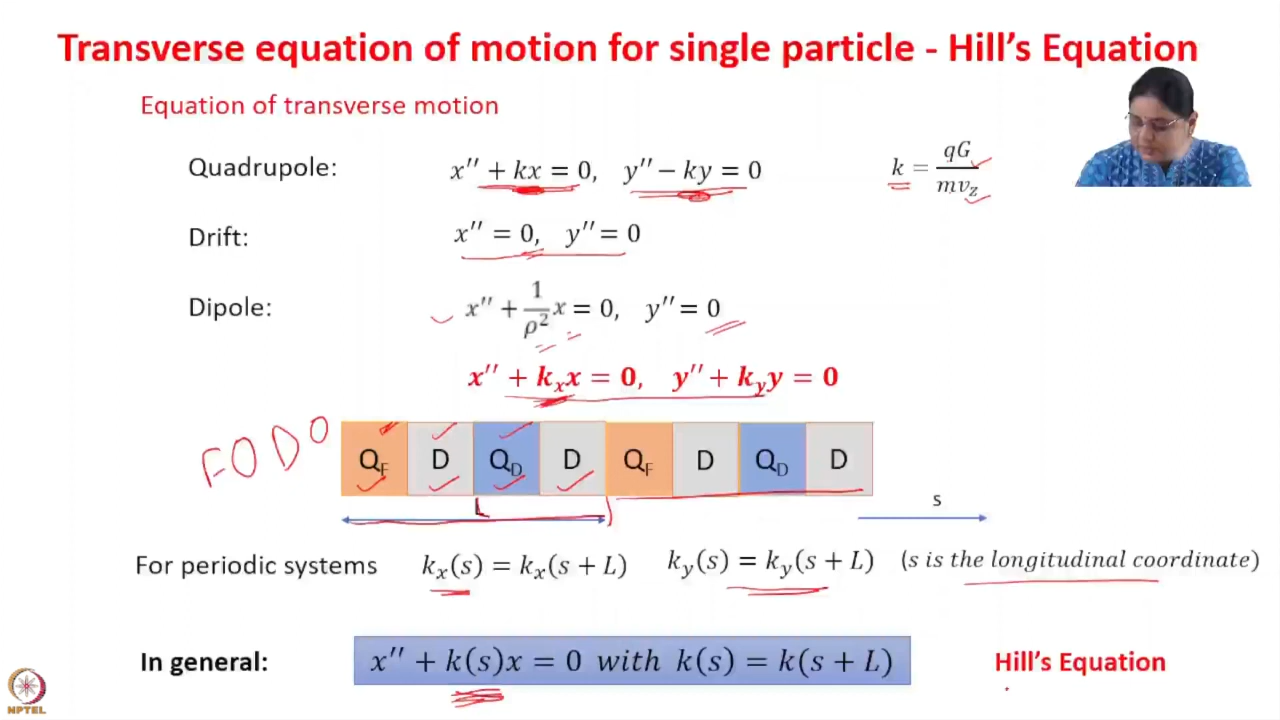 Transverse equation of motion for single particle - Hill's Equation
Equation of transverse motion
Quadrupole: x'' + kx = 0, y'' − ky = 0 k = qG / mv_z
Drift: x'' = 0, y'' = 0
Dipole: x'' + 1/ρ² x = 0, y'' = 0
x'' + k_x x = 0, y'' + k_y y = 0
FODO Q_F D Q_D D Q_F D Q_D D
L s
For periodic systems k_x(s) = k_x(s + L) k_y(s) = k_y(s + L) (s is the longitudinal coordinate)
In general: x'' + k(s)x = 0 with k(s) = k(s + L) Hill's Equation
NPTEL